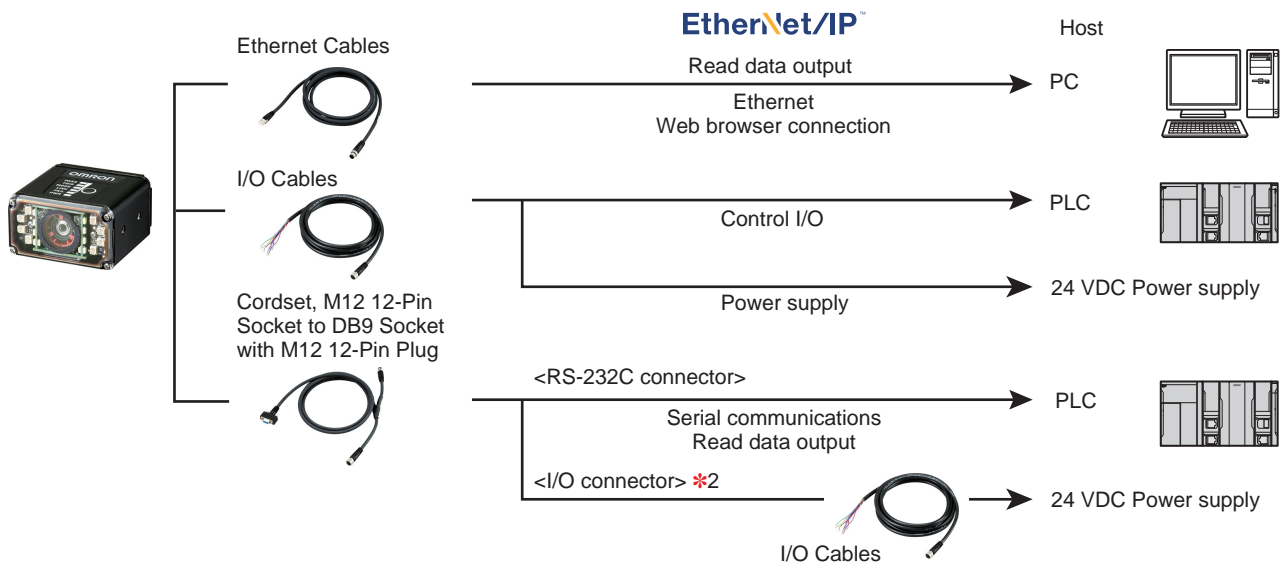 EtherNet/IP™
Host
Ethernet Cables
Read data output
PC
Ethernet
Web browser connection
OMRON
I/O Cables
Control I/O
PLC
Power supply
24 VDC Power supply
Cordset, M12 12-Pin
Socket to DB9 Socket
with M12 12-Pin Plug
<RS-232C connector>
PLC
Serial communications
Read data output
<I/O connector> *2
24 VDC Power supply
I/O Cables